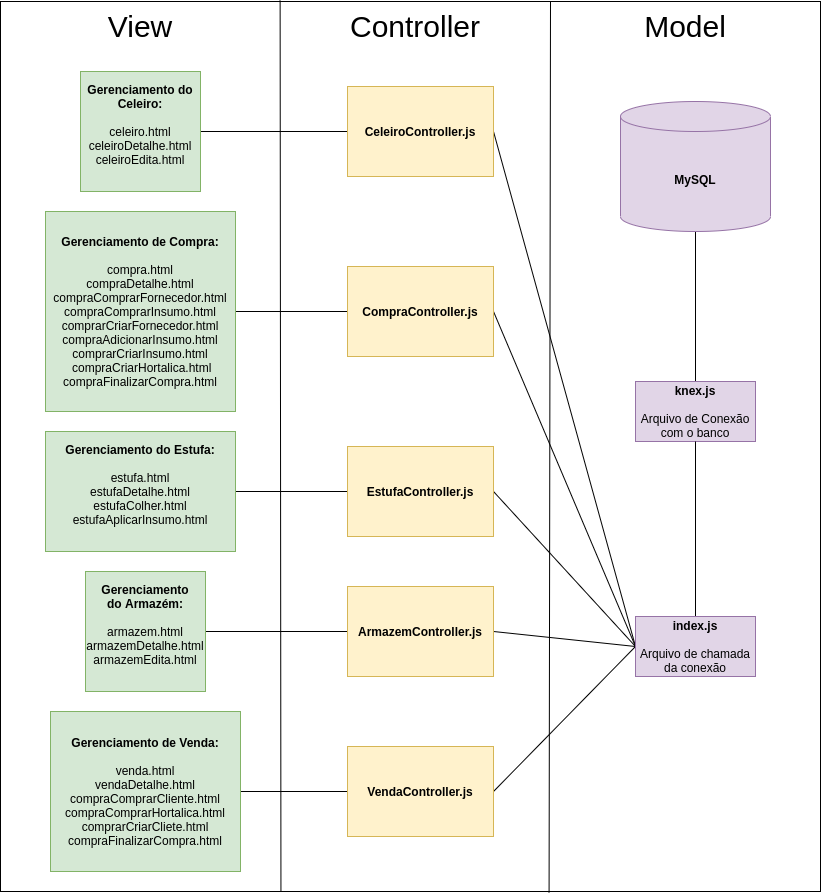 View
Controller
Model
Gerenciamento do
Celeiro:
celeiro.html
celeiroDetalhe.html
celeiroEdita.html
CeleiroController.js
MySQL
Gerenciamento de Compra:
compra.html
compraDetalhe.html
compraComprarFornecedor.html
compraComprarInsumo.html
comprarCriarFornecedor.html
compraAdicionarInsumo.html
comprarCriarInsumo.html
compraCriarHortalica.html
compraFinalizarCompra.html
CompraController.js
knex.js
Arquivo de Conexão
com o banco
Gerenciamento do Estufa:
estufa.html
estufaDetalhe.html
estufaColher.html
estufaAplicarInsumo.html
EstufaController.js
Gerenciamento
do Armazém:
armazem.html
armazemDetalhe.html
armazemEdita.html
ArmazemController.js
index.js
Arquivo de chamada
da conexão
Gerenciamento de Venda:
venda.html
vendaDetalhe.html
compraComprarCliente.html
compraComprarHortalica.html
comprarCriarCliete.html
compraFinalizarCompra.html
VendaController.js